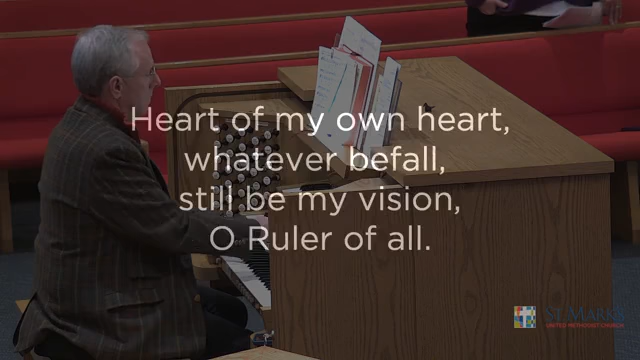 Heart of my own heart,
whatever befall,
still be my vision,
O Ruler of all.
ST. MARK'S
UNITED METHODIST CHURCH